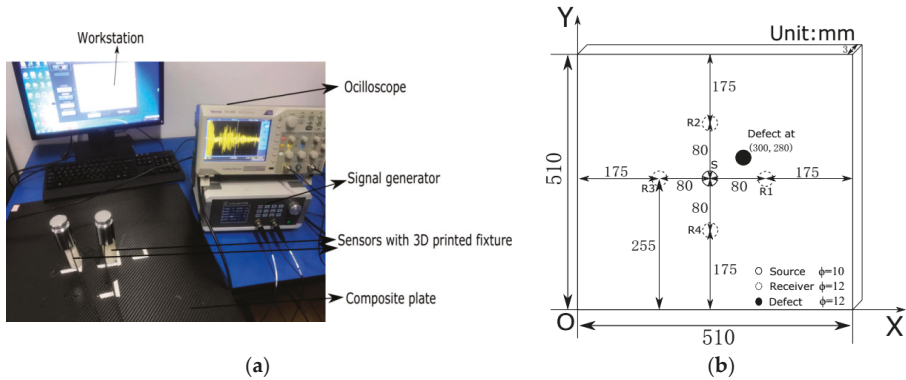 Workstation
Ocilloscope
Signal generator
Sensors with 3D printed fixture
Composite plate
(a)
Y
Unit:mm
3
175
R2
Defect at
(300, 280)
80
S
510
175
175
R3
80
80
R1
80
R4
255
175
Source ϕ=10
Receiver ϕ=12
Defect ϕ=12
O
X
510
(b)